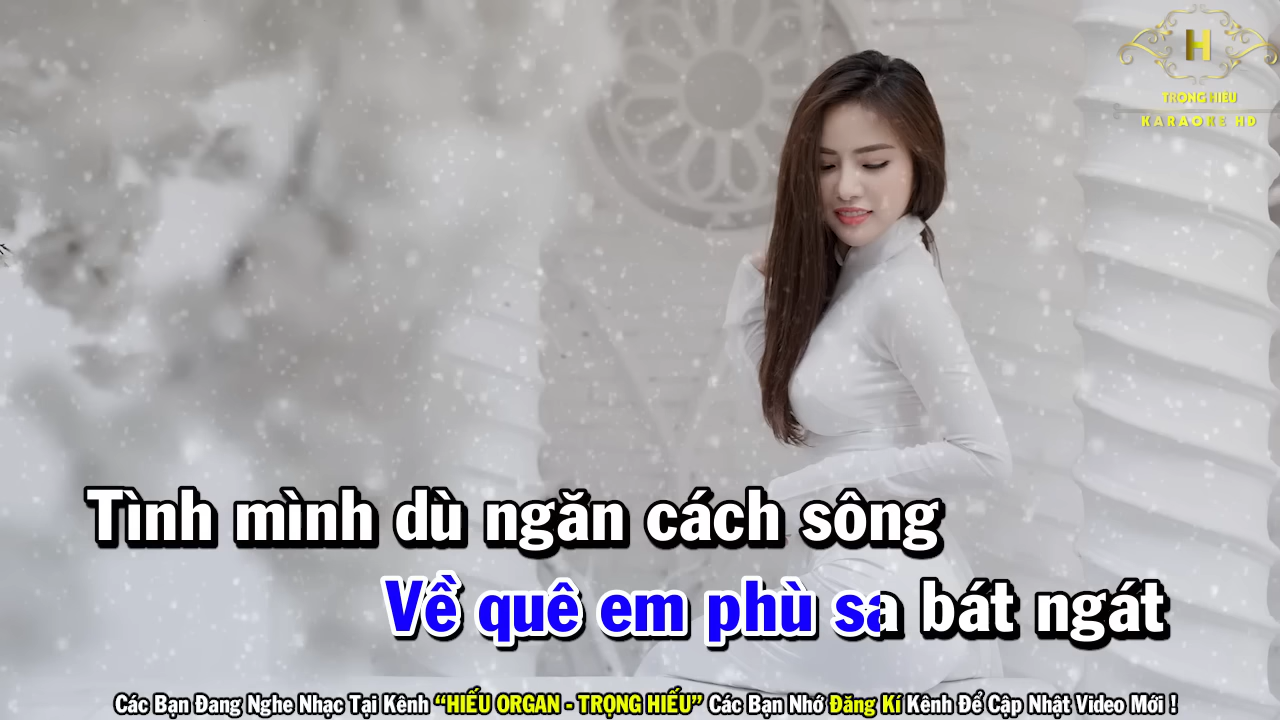 H
TRỌNG HIẾU
KARAOKE HD
Tình mình dù ngăn cách sông
Về quê em phù sa bát ngát
Các Bạn Đang Nghe Nhạc Tại Kênh “HIẾU ORGAN - TRỌNG HIẾU” Các Bạn Nhớ Đăng Kí Kênh Để Cập Nhật Video Mới !